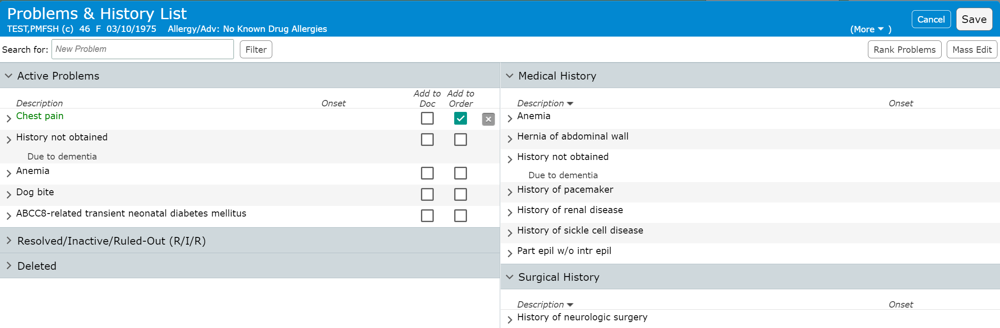 Problems & History List
TEST,PMFSH (c) 46 F 03/10/1975 Allergy/Adv: No Known Drug Allergies
(More ) Cancel Save
Search for: New Problem Filter Rank Problems Mass Edit
Active Problems
Description Onset Add to Doc Add to Order
Chest pain
History not obtained
Due to dementia
Anemia
Dog bite
ABCC8-related transient neonatal diabetes mellitus
Resolved/Inactive/Ruled-Out (R/I/R)
Deleted
Medical History
Description Onset
Anemia
Hernia of abdominal wall
History not obtained
Due to dementia
History of pacemaker
History of renal disease
History of sickle cell disease
Part epil w/o intr epil
Surgical History
Description Onset
History of neurologic surgery